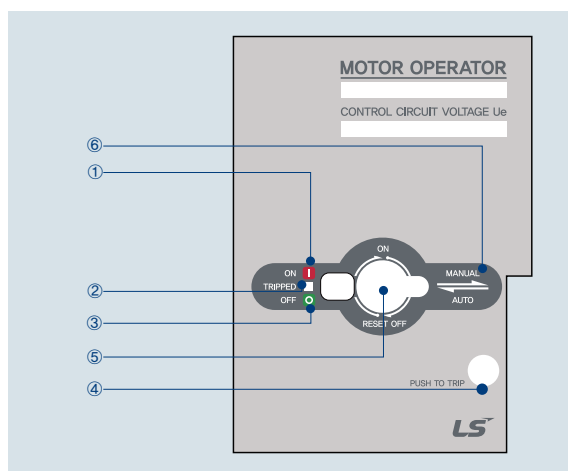 MOTOR OPERATOR
CONTROL CIRCUIT VOLTAGE Ue
⑥
①
ON
ON I MANUAL
② TRIPPED
OFF O AUTO
③
RESET OFF
⑤
PUSH TO TRIP
④
LS